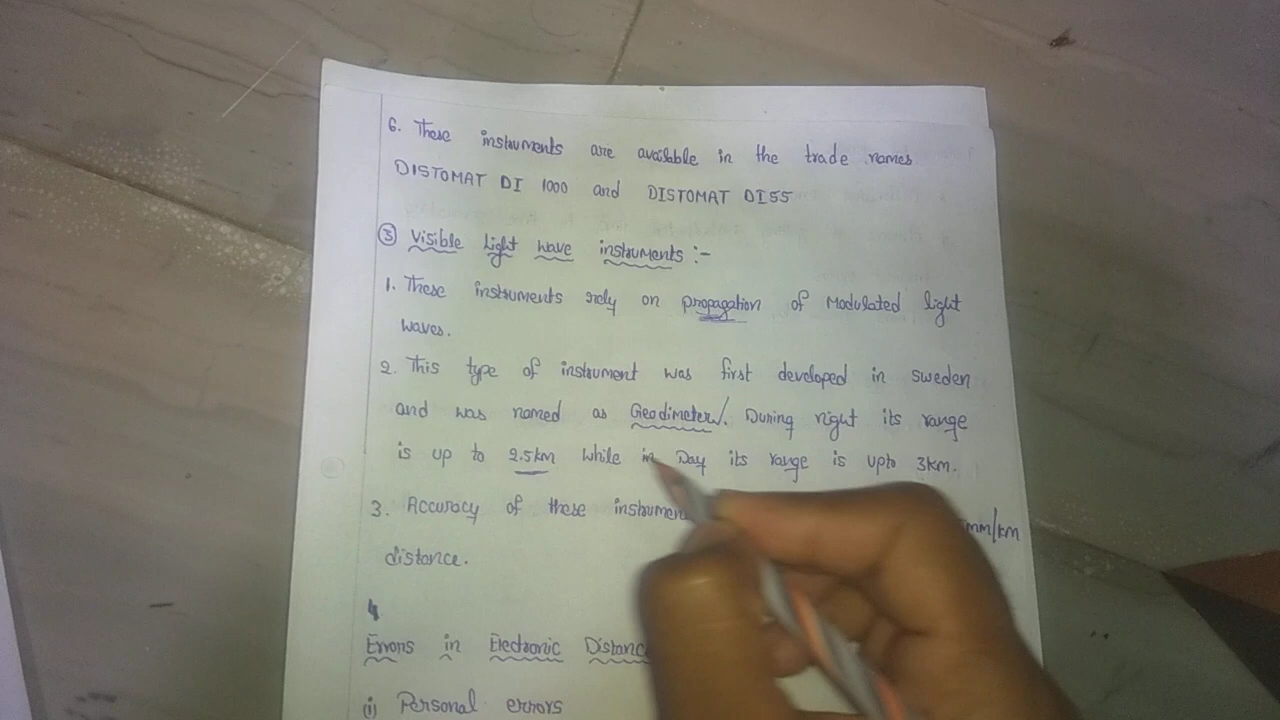 6. These instruments are available in the trade names
DISTOMAT DI 1000 and DISTOMAT DI55
③ Visible light wave instruments :-
1. These instruments rely on propagation of Modulated light
waves.
2. This type of instrument was first developed in sweden
and was named as Geodimeter. During night its range
is up to 2.5km while in Day its range is upto 3km.
3. Accuracy of these instrumen mm/km
distance.
Errors in Electronic Distanc
(i) Personal errors